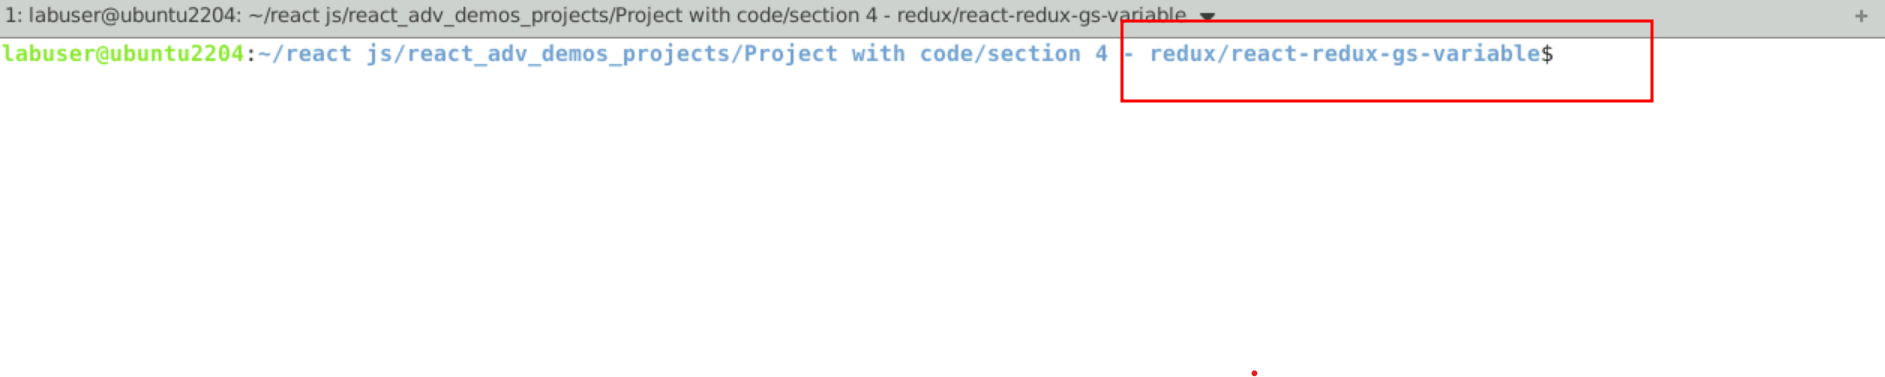 1: labuser@ubuntu2204: ~/react js/react_adv_demos_projects/Project with code/section 4 - redux/react-redux-gs-variable
labuser@ubuntu2204:~/react js/react_adv_demos_projects/Project with code/section 4 - redux/react-redux-gs-variable$